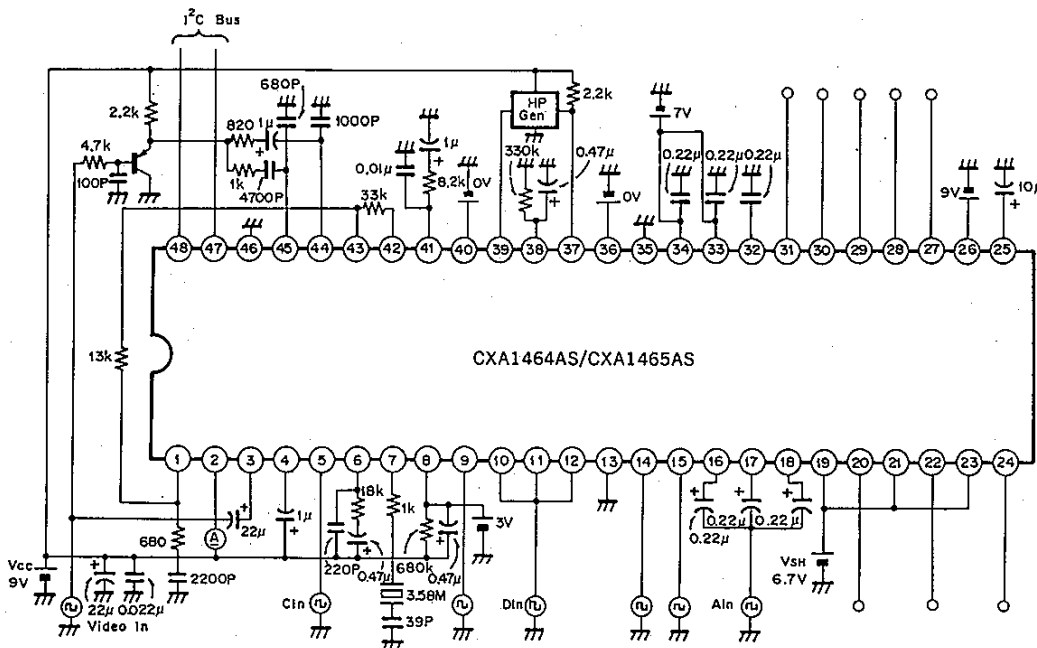 I²C Bus
2.2k
4.7k
100P
820
1μ
+
680P
1000P
1k
4700P
33k
0.01μ
1μ
+
8.2k
0V
HP
Gen
2.2k
330k
0.47μ
+
0V
7V
0.22μ
0.22μ
0.22μ
9V
10μ
+
48 47 46 45 44 43 42 41 40 39 38 37 36 35 34 33 32 31 30 29 28 27 26 25
13k
CXA1464AS/CXA1465AS
1 2 3 4 5 6 7 8 9 10 11 12 13 14 15 16 17 18 19 20 21 22 23 24
680
A
+
22μ
1μ
+
18k
220P
+
0.47μ
1k
680k
+
0.47μ
3V
+
0.22μ
+
0.22μ
+
0.22μ
Vcc
9V
+
22μ
0.022μ
2200P
Video In
Cin
3.58M
39P
Din
Ain
VSH
6.7V